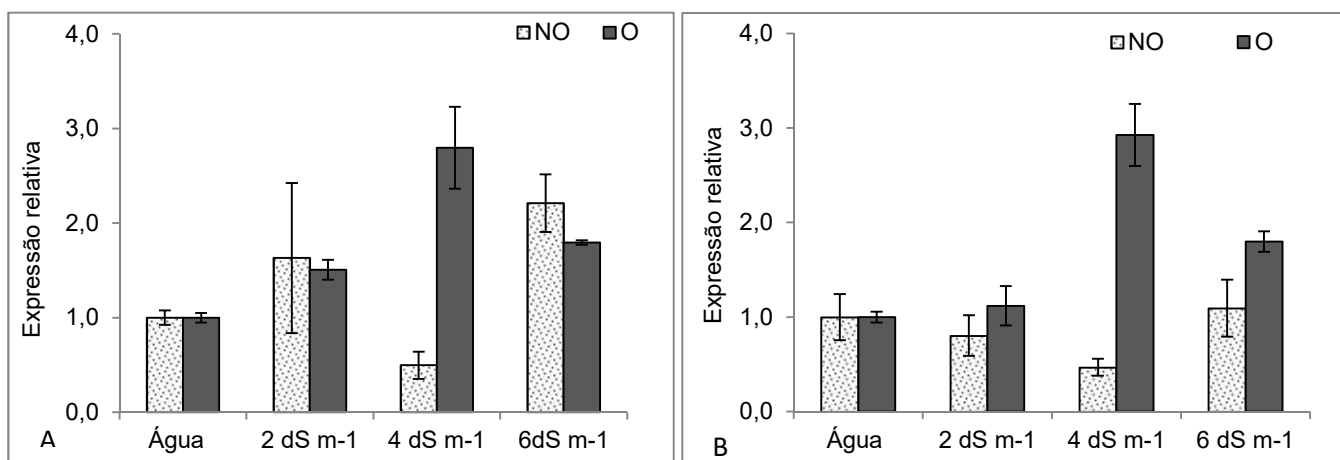 NO O
4,0
3,0
2,0
1,0
0,0
Expressão relativa
Água 2 dS m-1 4 dS m-1 6dS m-1
A
NO O
4,0
3,0
2,0
1,0
0,0
Expressão relativa
Água 2 dS m-1 4 dS m-1 6 dS m-1
B